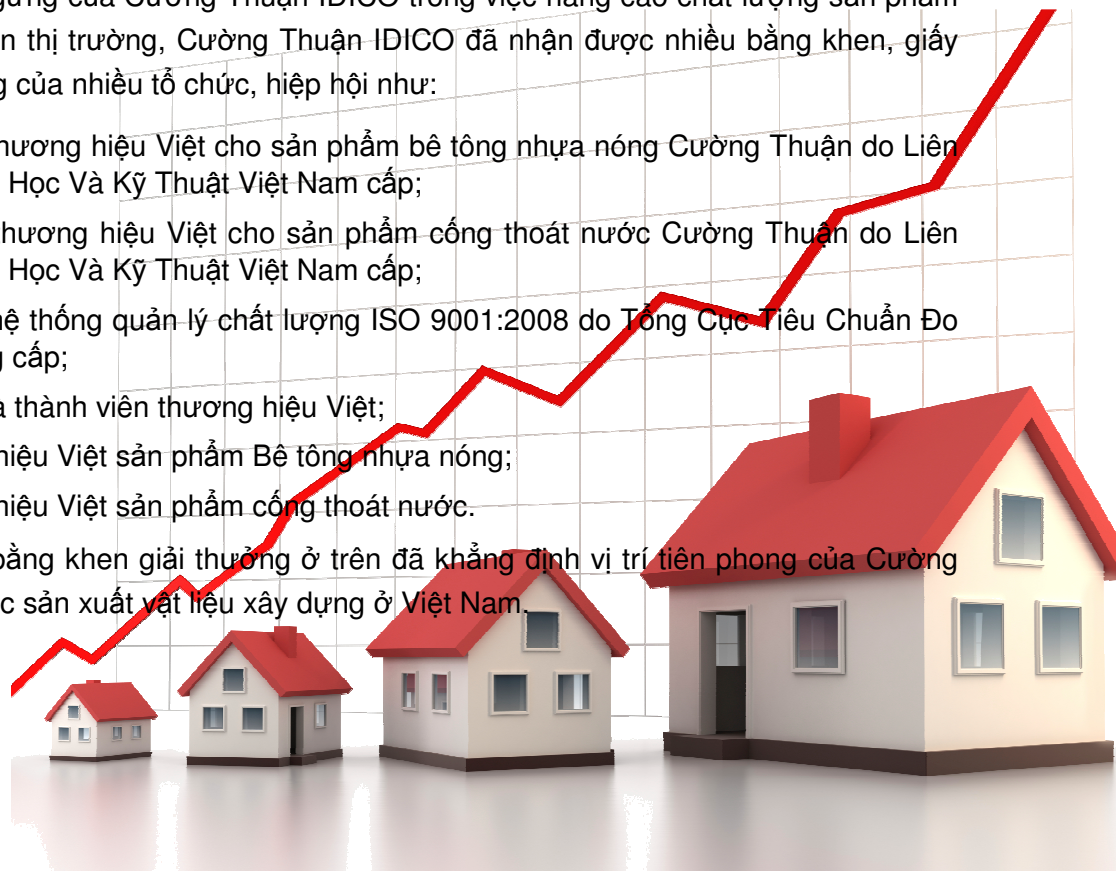 của Cường Thuận IDICO trong việc nâng cao chất lượng sản phẩm
thị trường, Cường Thuận IDICO đã nhận được nhiều bằng khen, giấy
của nhiều tổ chức, hiệp hội như:
hương hiệu Việt cho sản phẩm bê tông nhựa nóng Cường Thuận do Liên
Học Và Kỹ Thuật Việt Nam cấp;
hương hiệu Việt cho sản phẩm cống thoát nước Cường Thuận do Liên
Học Và Kỹ Thuật Việt Nam cấp;
hệ thống quản lý chất lượng ISO 9001:2008 do Tổng Cục Tiêu Chuẩn Đo
cấp;
thành viên thương hiệu Việt;
hiệu Việt sản phẩm Bê tông nhựa nóng;
hiệu Việt sản phẩm cống thoát nước.
bằng khen giải thưởng ở trên đã khẳng định vị trí tiên phong của Cường
sản xuất vật liệu xây dựng ở Việt Nam.